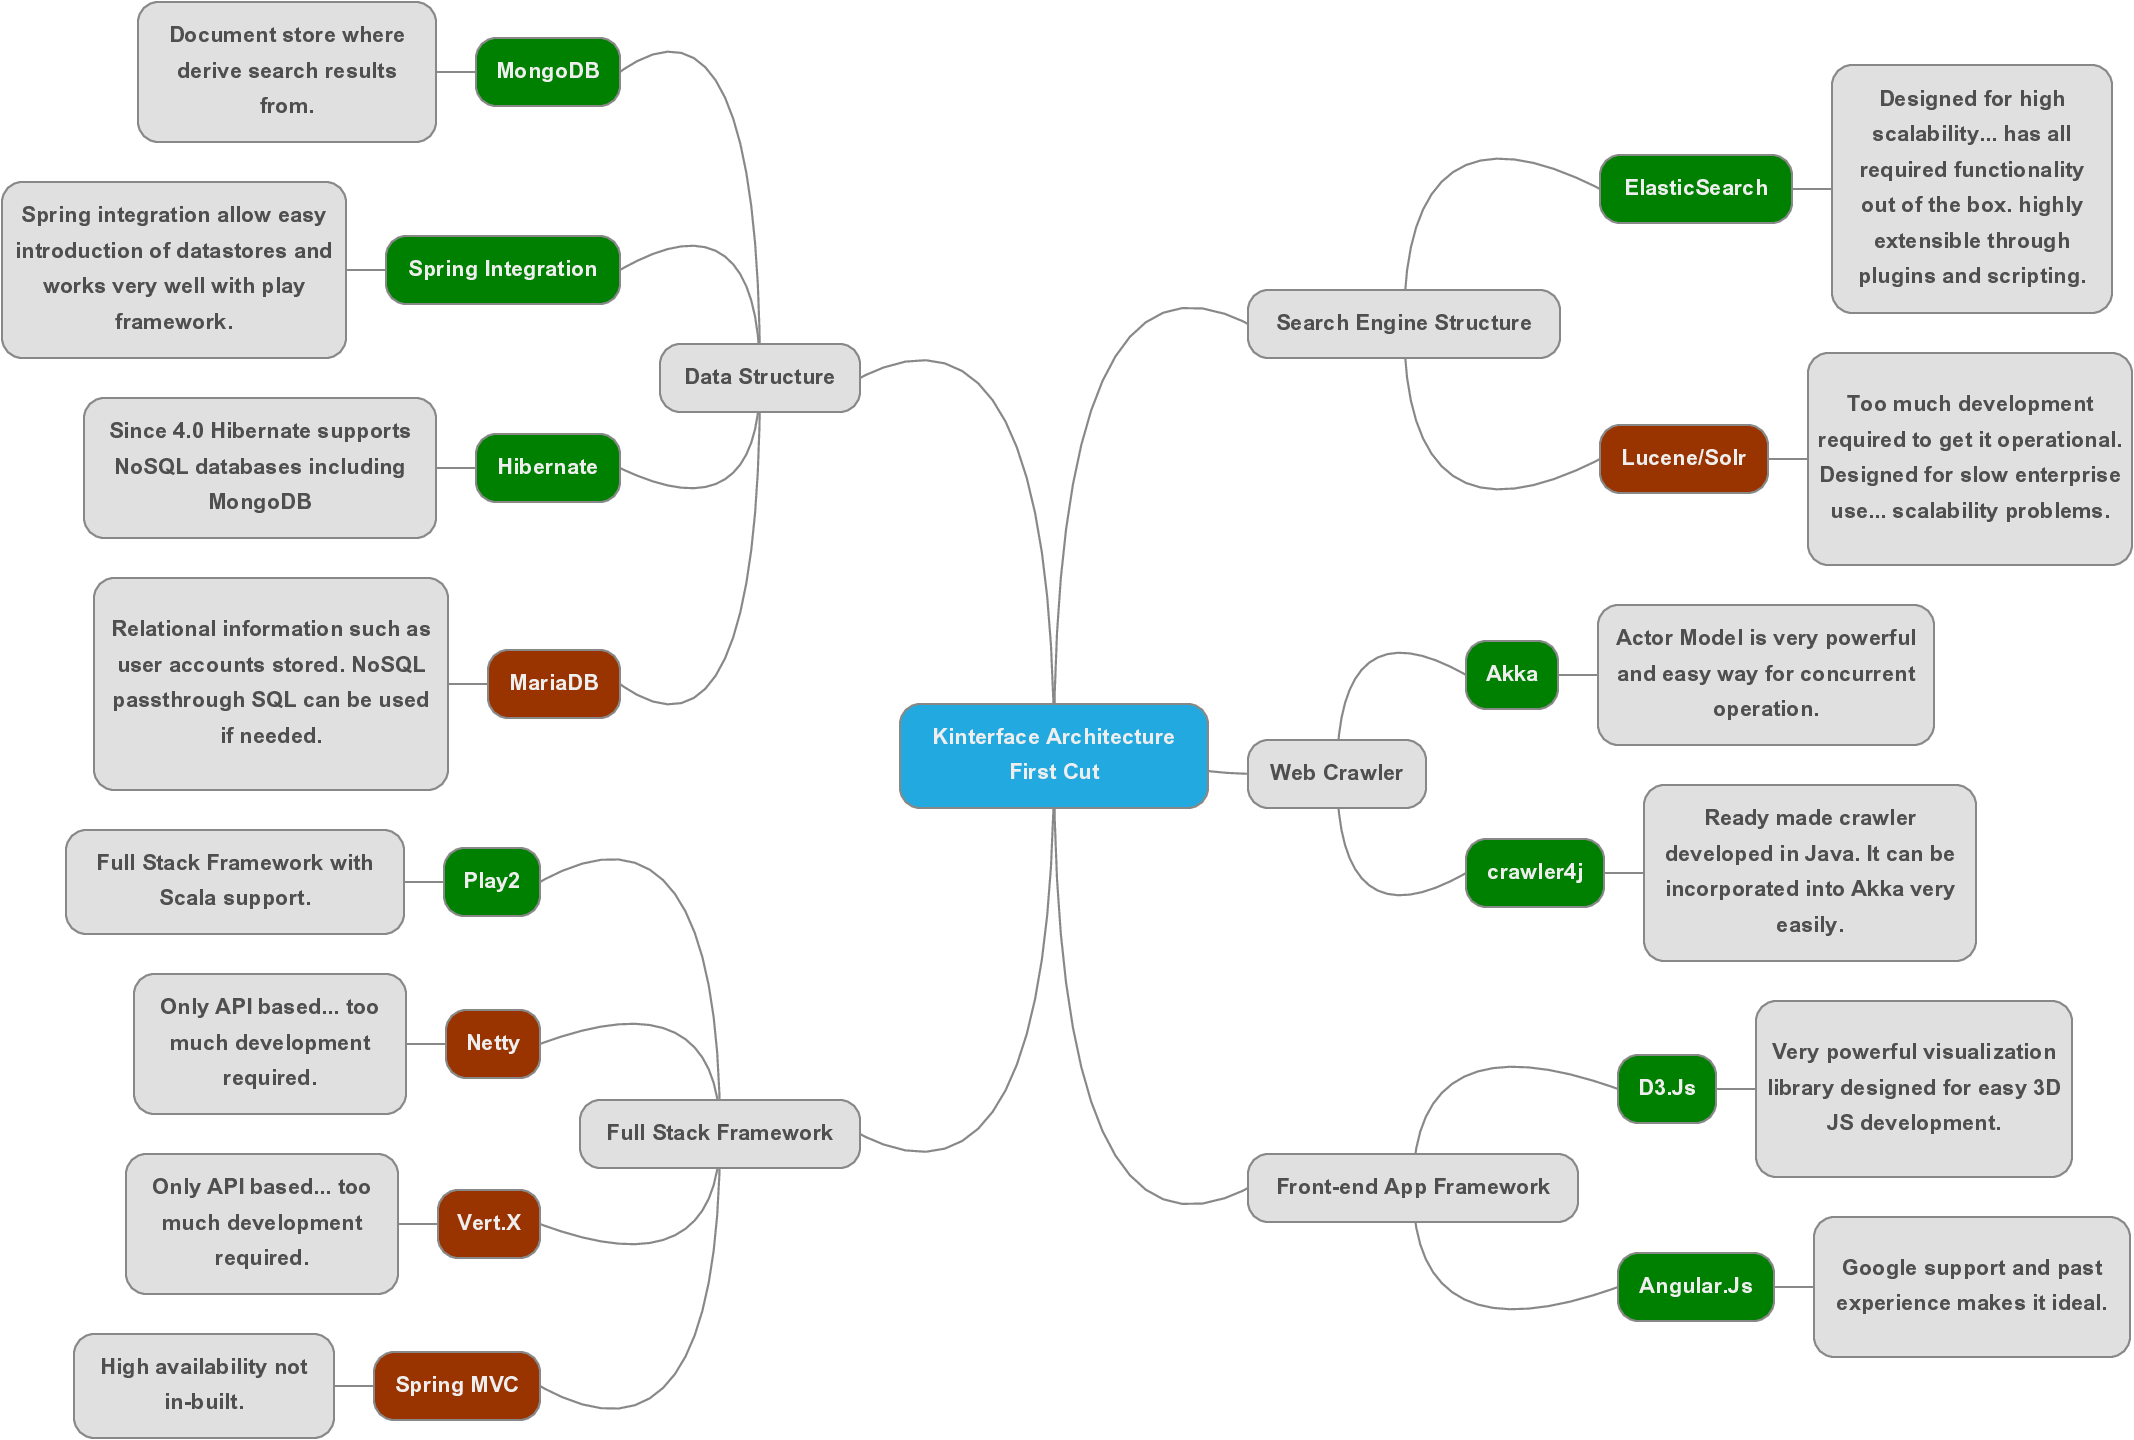 Kinterface Architecture
First Cut
Data Structure
MongoDB
Document store where
derive search results
from.
Spring Integration
Spring integration allow easy
introduction of datastores and
works very well with play
framework.
Hibernate
Since 4.0 Hibernate supports
NoSQL databases including
MongoDB
MariaDB
Relational information such as
user accounts stored. NoSQL
passthrough SQL can be used
if needed.
Full Stack Framework
Play2
Full Stack Framework with
Scala support.
Netty
Only API based... too
much development
required.
Vert.X
Only API based... too
much development
required.
Spring MVC
High availability not
in-built.
Search Engine Structure
ElasticSearch
Designed for high
scalability... has all
required functionality
out of the box. highly
extensible through
plugins and scripting.
Lucene/Solr
Too much development
required to get it operational.
Designed for slow enterprise
use... scalability problems.
Web Crawler
Akka
Actor Model is very powerful
and easy way for concurrent
operation.
crawler4j
Ready made crawler
developed in Java. It can be
incorporated into Akka very
easily.
Front-end App Framework
D3.Js
Very powerful visualization
library designed for easy 3D
JS development.
Angular.Js
Google support and past
experience makes it ideal.